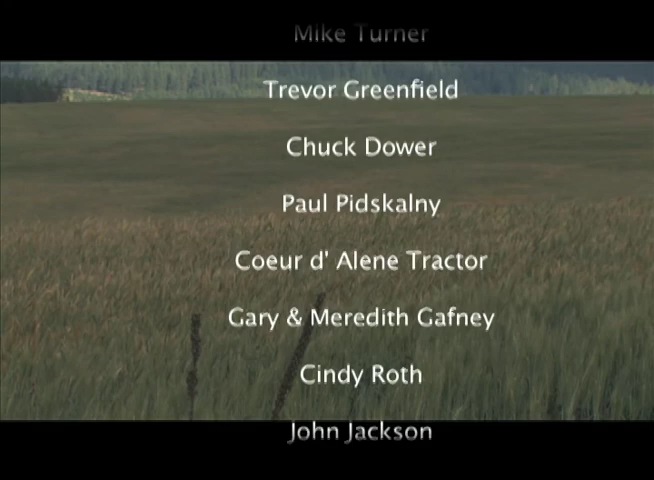 Mike Turner
Trevor Greenfield
Chuck Dower
Paul Pidskalny
Coeur d' Alene Tractor
Gary & Meredith Gafney
Cindy Roth
John Jackson